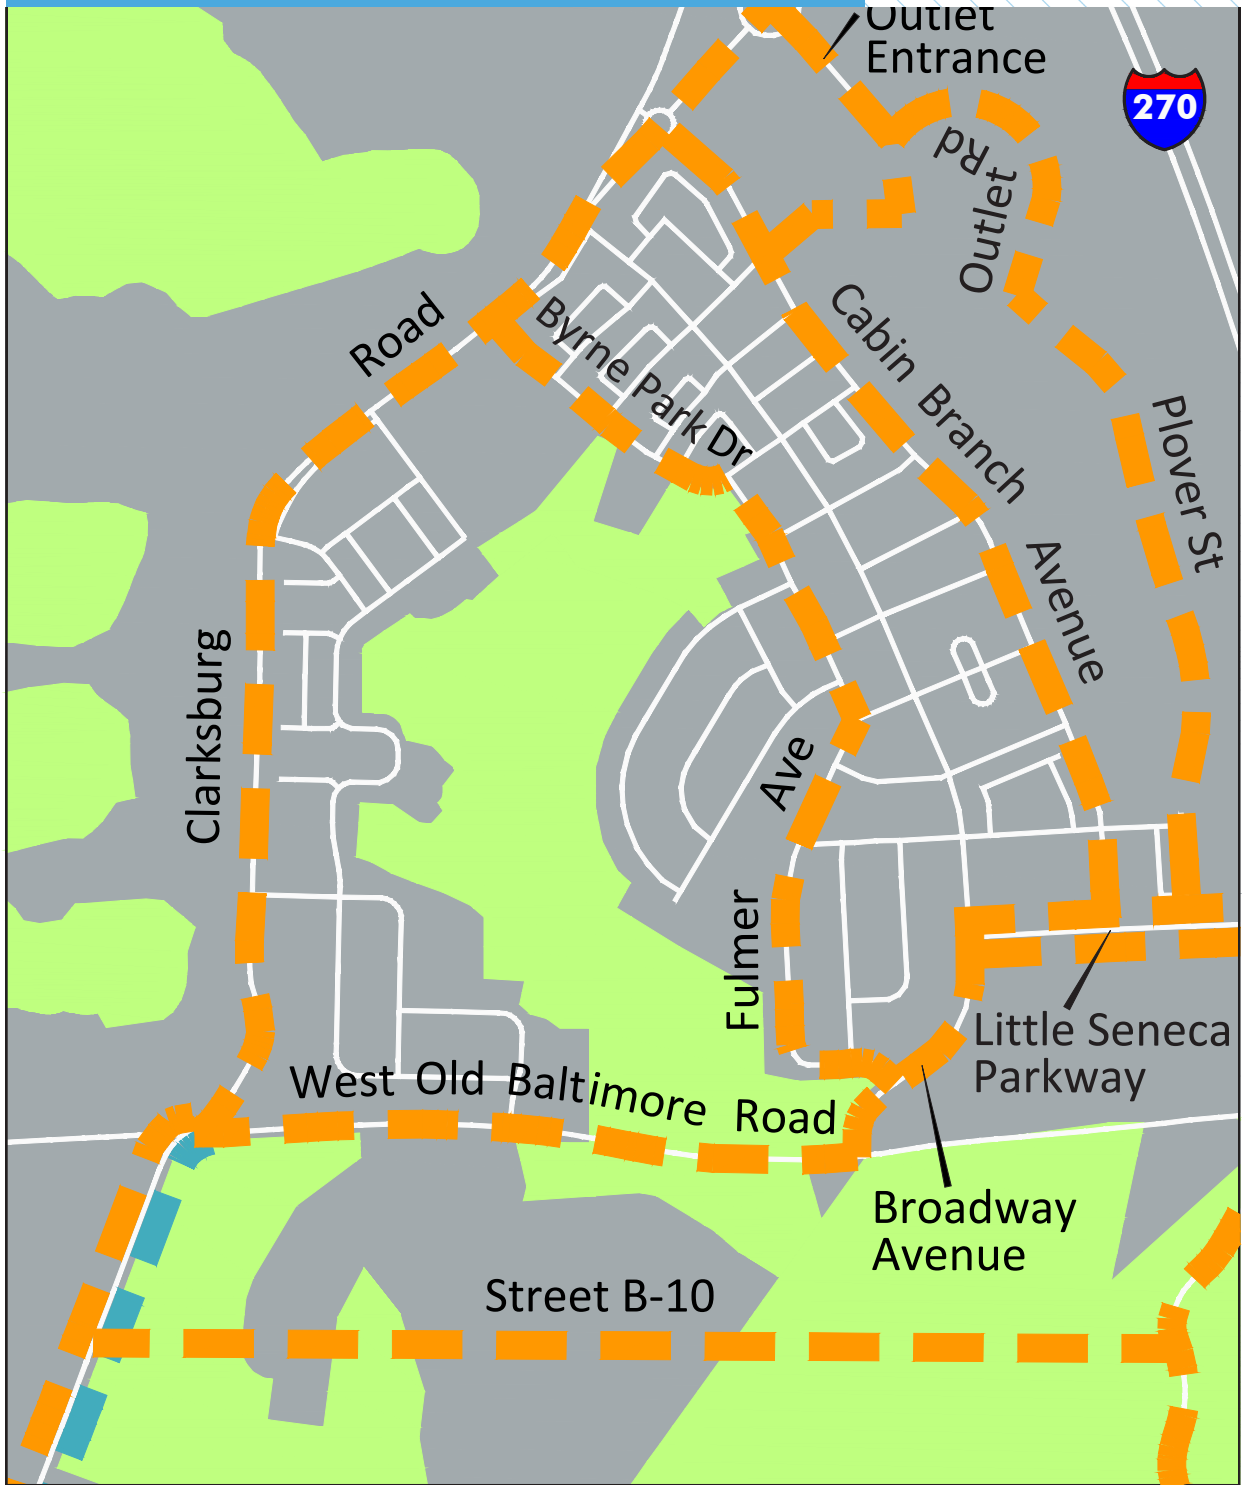 Outlet
Entrance
270
Outlet Rd
Road
Byrne Park Dr
Cabin Branch Avenue
Plover St
Clarksburg
Fulmer Ave
Little Seneca
Parkway
West Old Baltimore Road
Broadway
Avenue
Street B-10